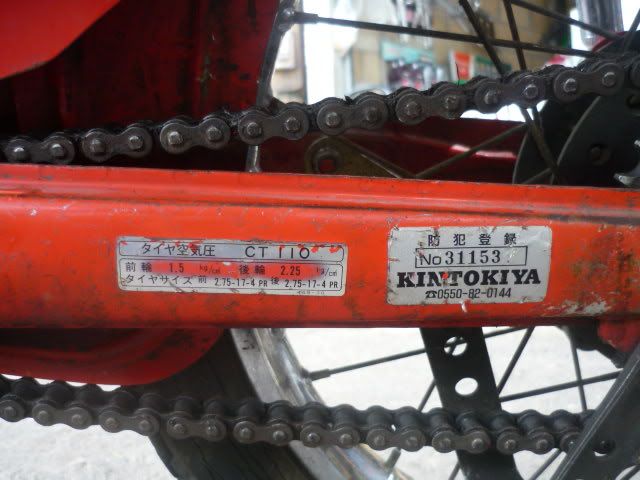 タイヤ空気圧 CT110
前輪 1.5 kg/㎠ 後輪 2.25 kg/㎠
タイヤサイズ 前 2.75-17-4 PR 後 2.75-17-4 PR
防犯登録
No 31153
KINTOKIYA
☎0550-82-0144